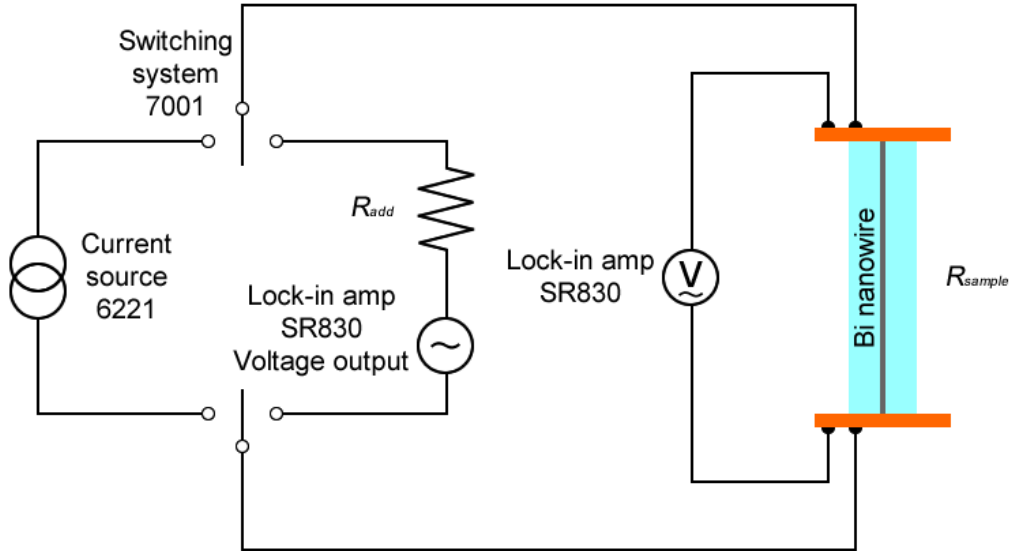 Switching
system
7001
Current
source
6221
Radd
Lock-in amp
SR830
Voltage output
Lock-in amp
SR830
V
Bi nanowire
Rsample